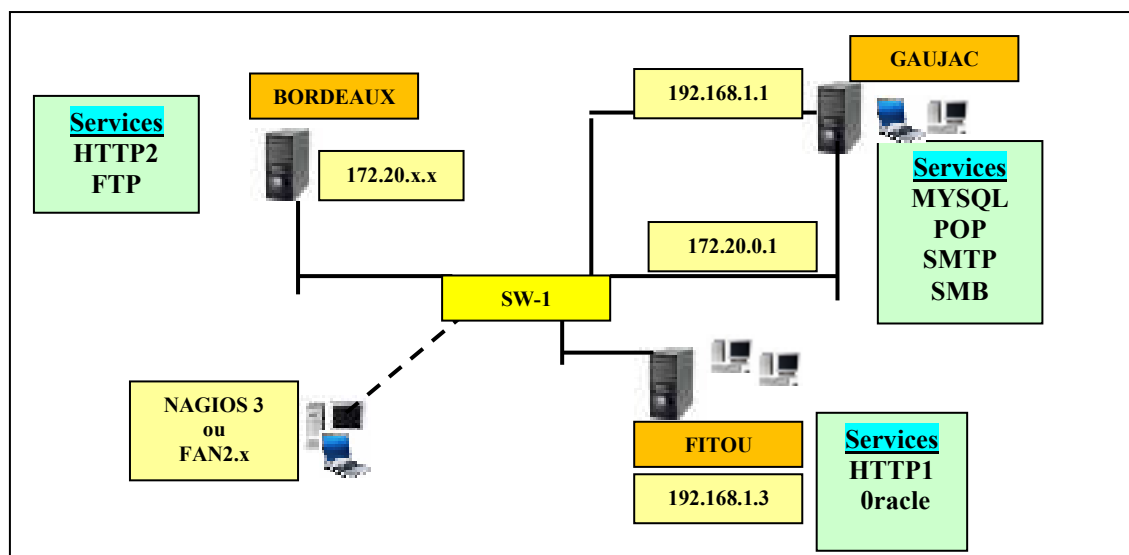 GAUJAC
BORDEAUX
192.168.1.1
Services
HTTP2
FTP
172.20.x.x
Services
MYSQL
POP
SMTP
SMB
172.20.0.1
SW-1
NAGIOS 3
ou
FAN2.x
FITOU
192.168.1.3
Services
HTTP1
0racle